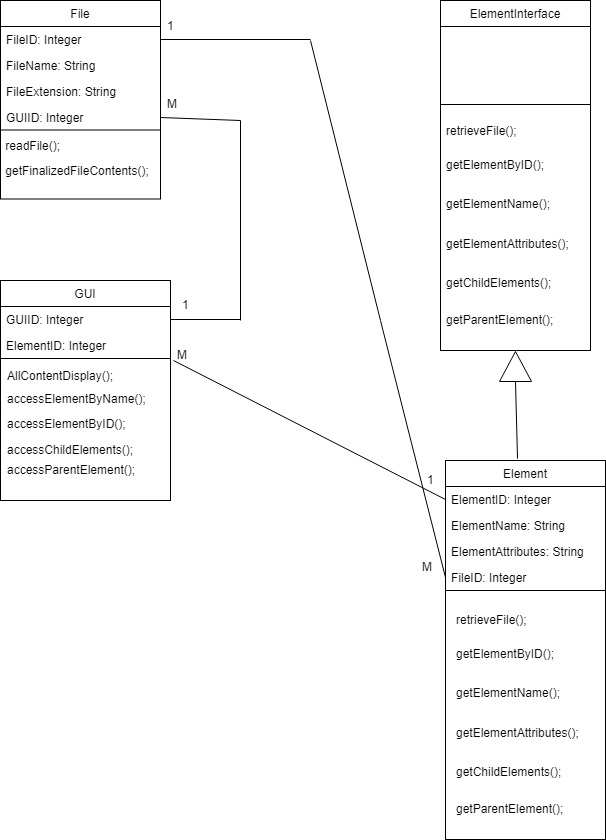 File
FileID: Integer
FileName: String
FileExtension: String
GUIID: Integer
readFile();
getFinalizedFileContents();
1
M
ElementInterface
retrieveFile();
getElementByID();
getElementName();
getElementAttributes();
getChildElements();
getParentElement();
GUI
GUIID: Integer
ElementID: Integer
AllContentDisplay();
accessElementByName();
accessElementByID();
accessChildElements();
accessParentElement();
1
M
1
M
Element
ElementID: Integer
ElementName: String
ElementAttributes: String
FileID: Integer
retrieveFile();
getElementByID();
getElementName();
getElementAttributes();
getChildElements();
getParentElement();